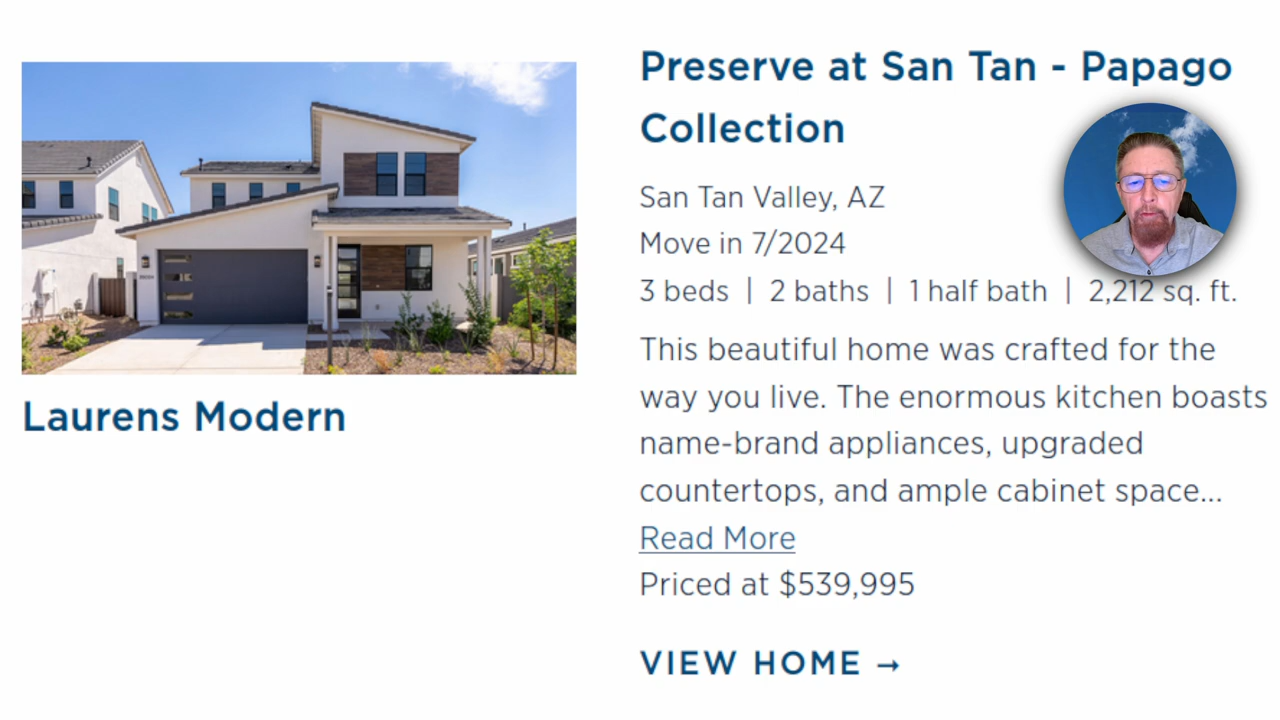 Preserve at San Tan - Papago
Collection
San Tan Valley, AZ
Move in 7/2024
3 beds | 2 baths | 1 half bath | 2,212 sq. ft.
This beautiful home was crafted for the
way you live. The enormous kitchen boasts
name-brand appliances, upgraded
countertops, and ample cabinet space...
Read More
Priced at $539,995
VIEW HOME →
Laurens Modern